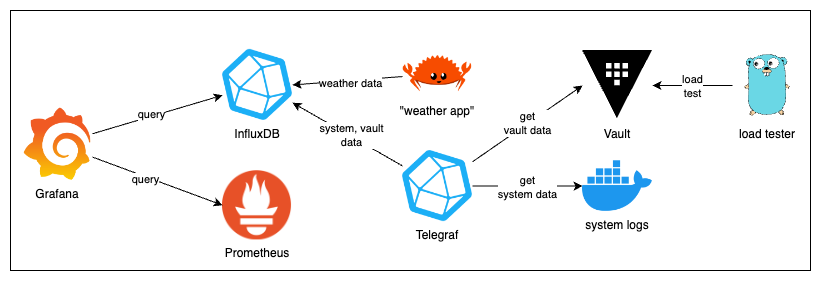 Grafana
query
query
InfluxDB
Prometheus
weather data
system, vault
data
"weather app"
Telegraf
get
vault data
get
system data
Vault
system logs
load
test
load tester